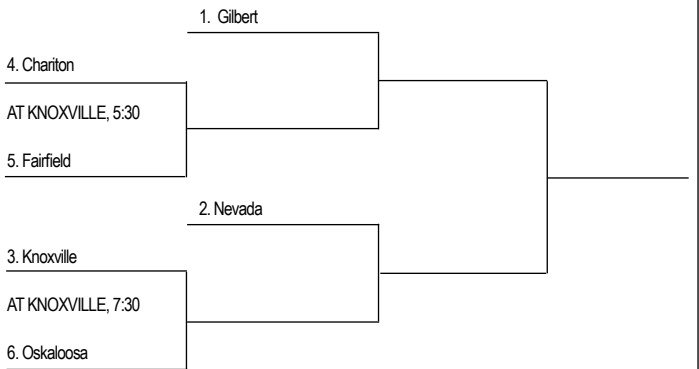 1. Gilbert
4. Chariton
AT KNOXVILLE, 5:30
5. Fairfield
2. Nevada
3. Knoxville
AT KNOXVILLE, 7:30
6. Oskaloosa